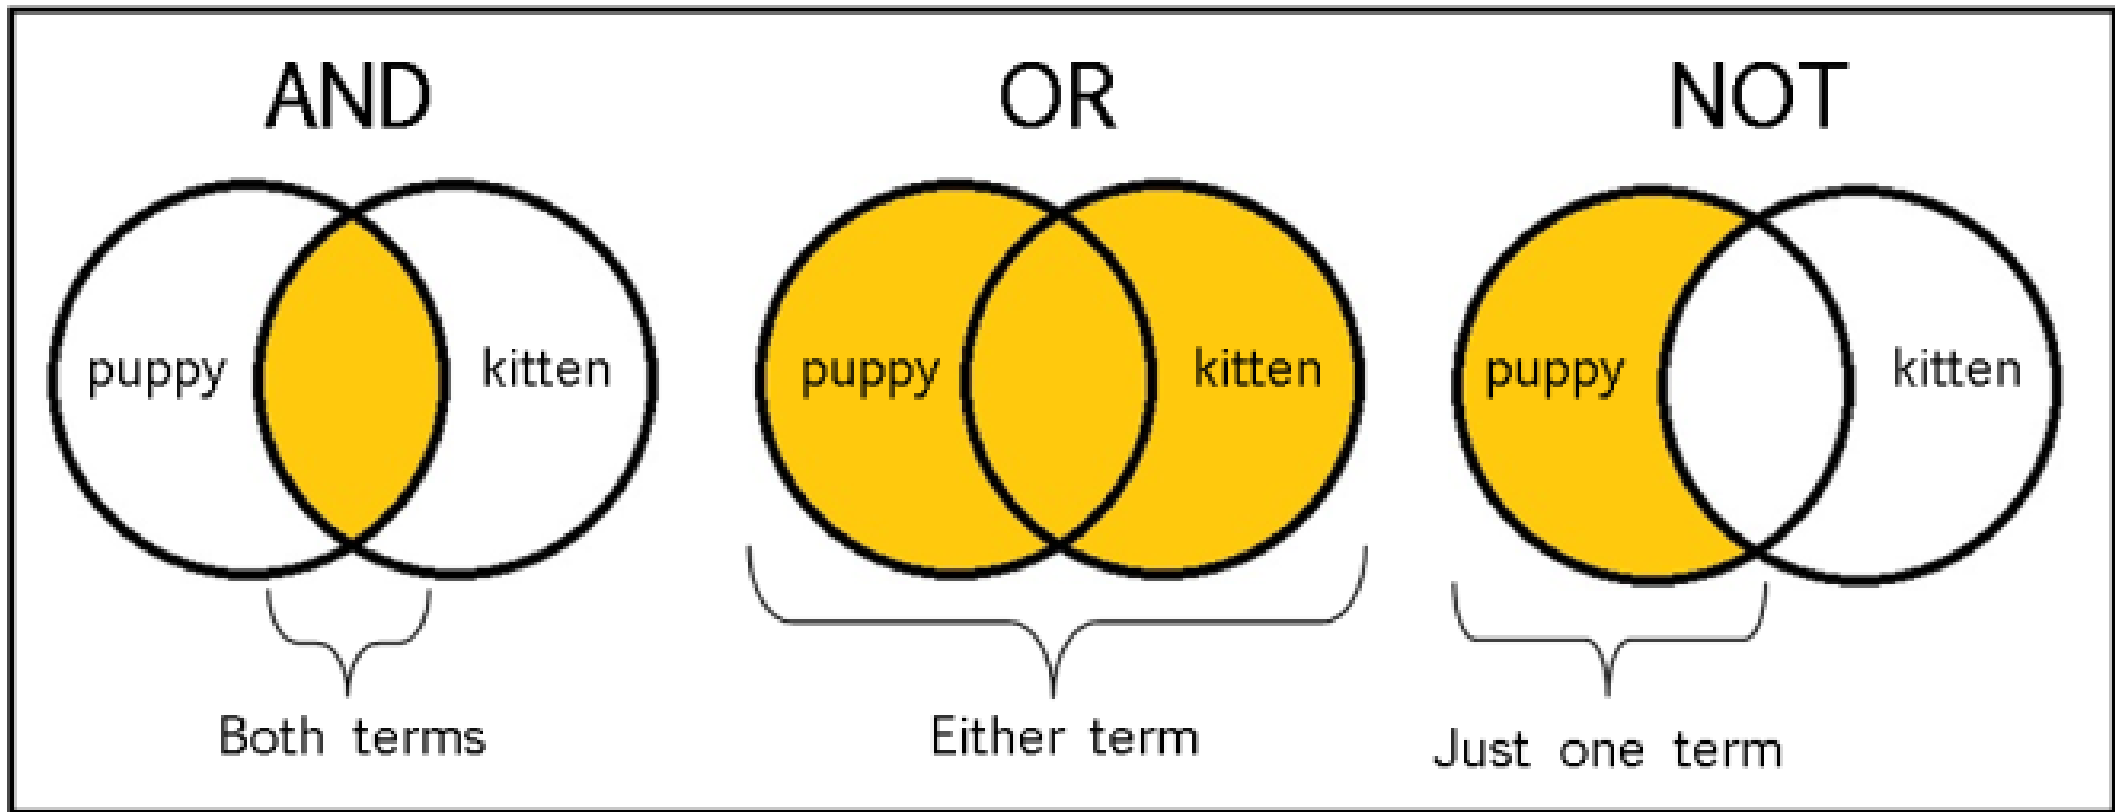 AND
OR
NOT
puppy
kitten
puppy
kitten
puppy
kitten
Both terms
Either term
Just one term